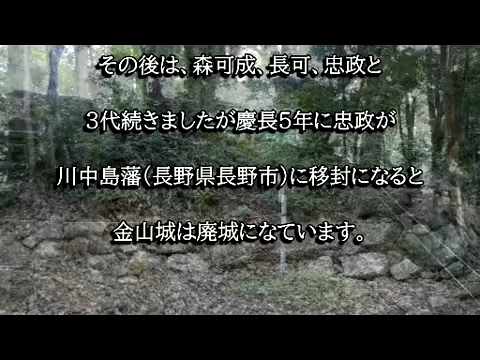 その後は、森可成、長可、忠政と
３代続きましたが慶長５年に忠政が
川中島藩（長野県長野市）に移封になると
金山城は廃城になています。